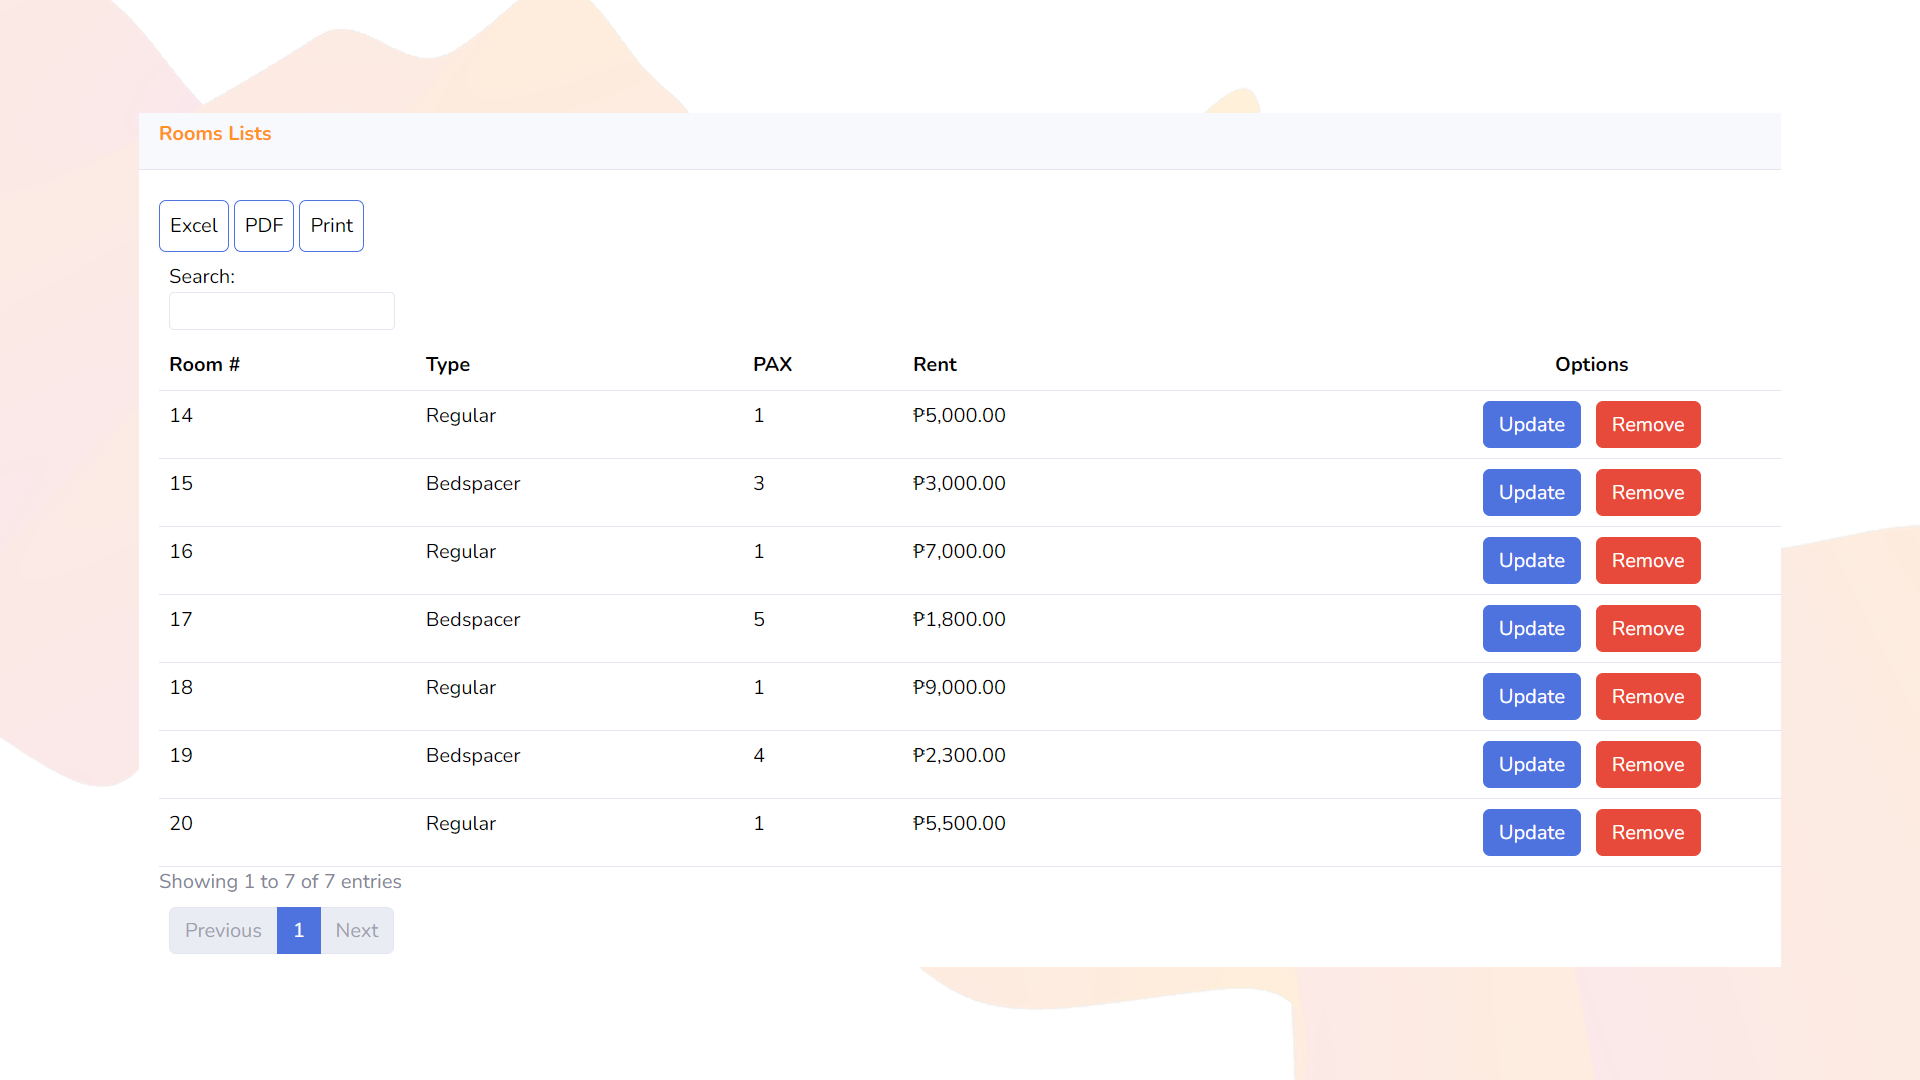 Rooms Lists
Excel PDF Print
Search:
Room # Type PAX Rent Options
14 Regular 1 ₱5,000.00 Update Remove
15 Bedspacer 3 ₱3,000.00 Update Remove
16 Regular 1 ₱7,000.00 Update Remove
17 Bedspacer 5 ₱1,800.00 Update Remove
18 Regular 1 ₱9,000.00 Update Remove
19 Bedspacer 4 ₱2,300.00 Update Remove
20 Regular 1 ₱5,500.00 Update Remove
Showing 1 to 7 of 7 entries
Previous 1 Next